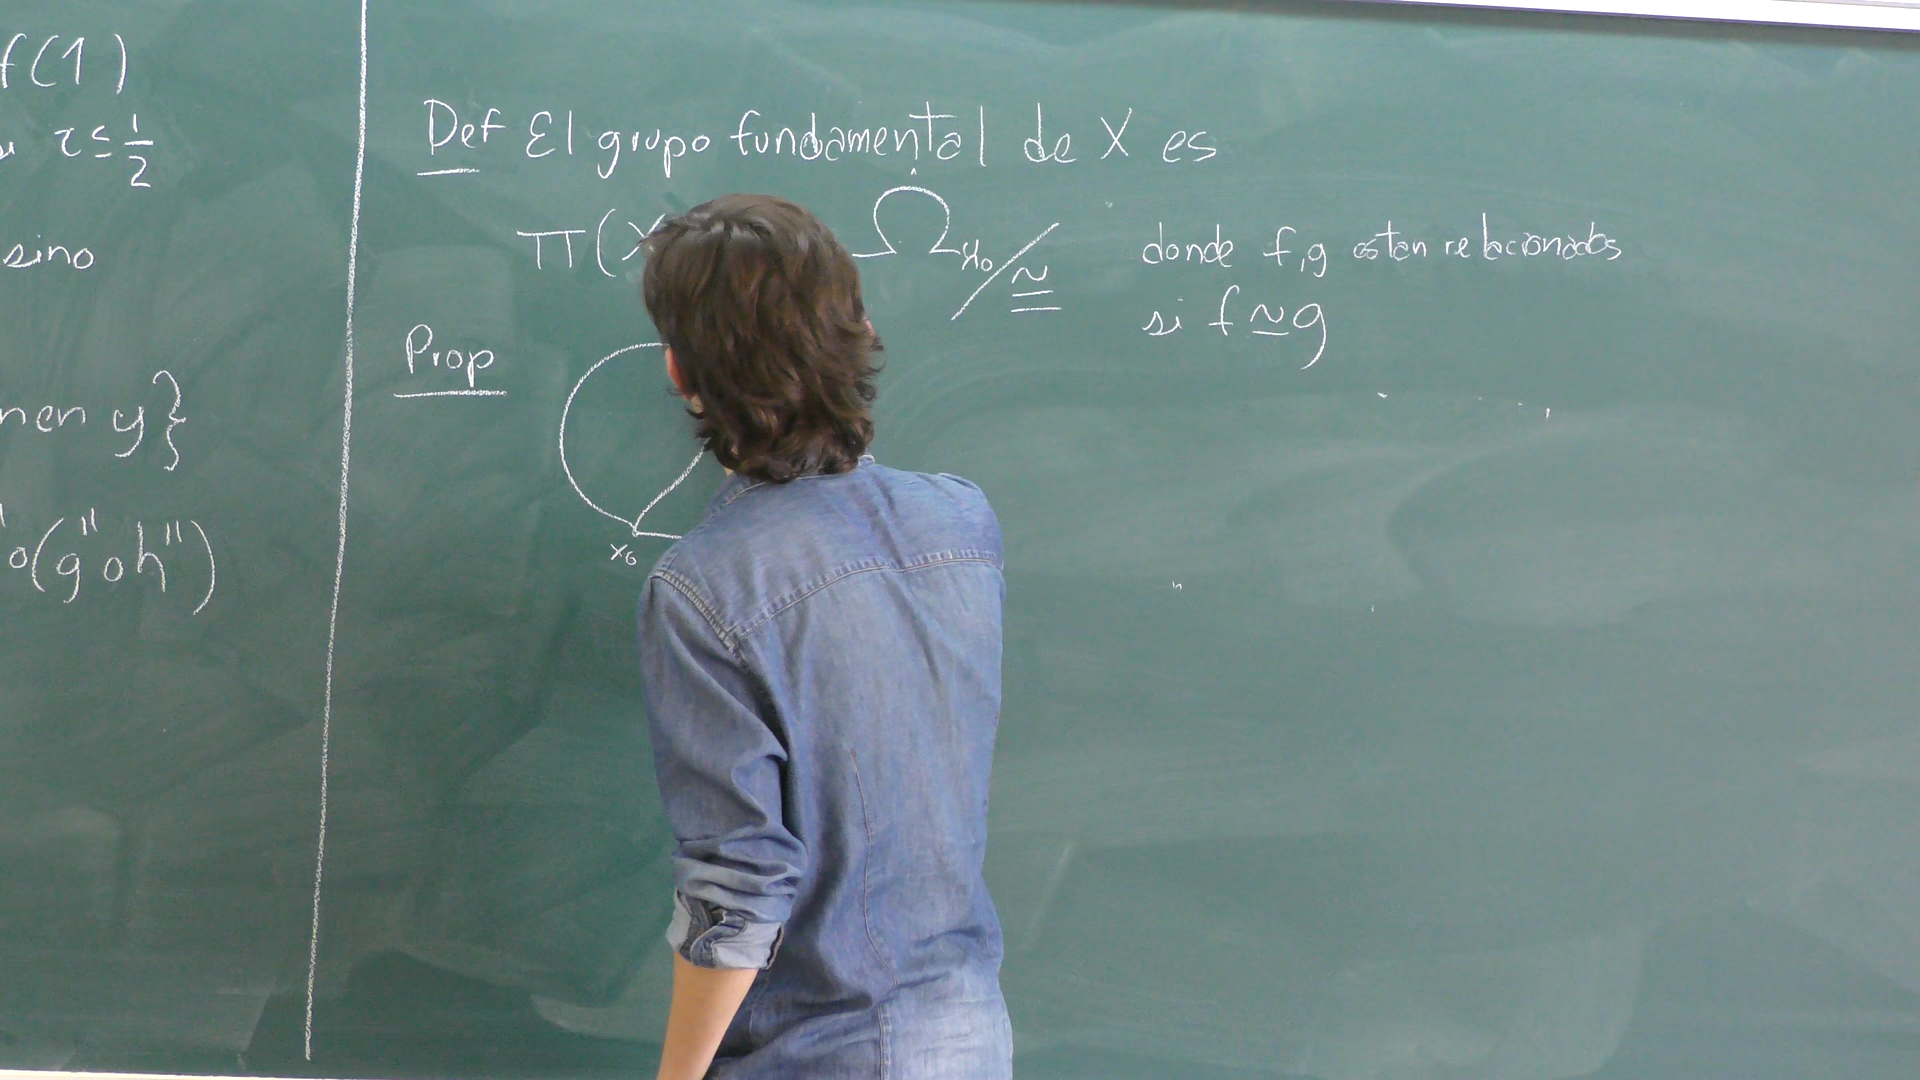 f(1)
τ ≤ 1/2
sino
nen y}
o(g"oh")
Def El grupo fundamental de X es
Π(X Ω x₀/≅ donde f,g estan relacionados
si f ≃ g
Prop
x₀